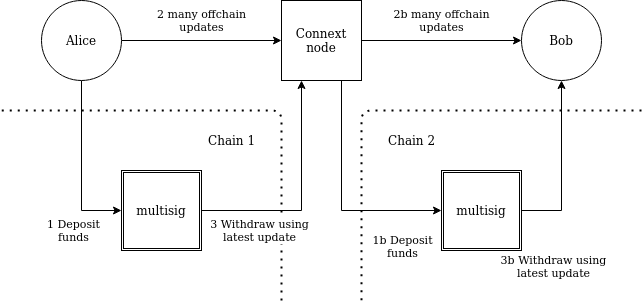 2 many offchain
updates
2b many offchain
updates
Alice
Connext
node
Bob
Chain 1
Chain 2
multisig
multisig
1 Deposit
funds
3 Withdraw using
latest update
1b Deposit
funds
3b Withdraw using
latest update